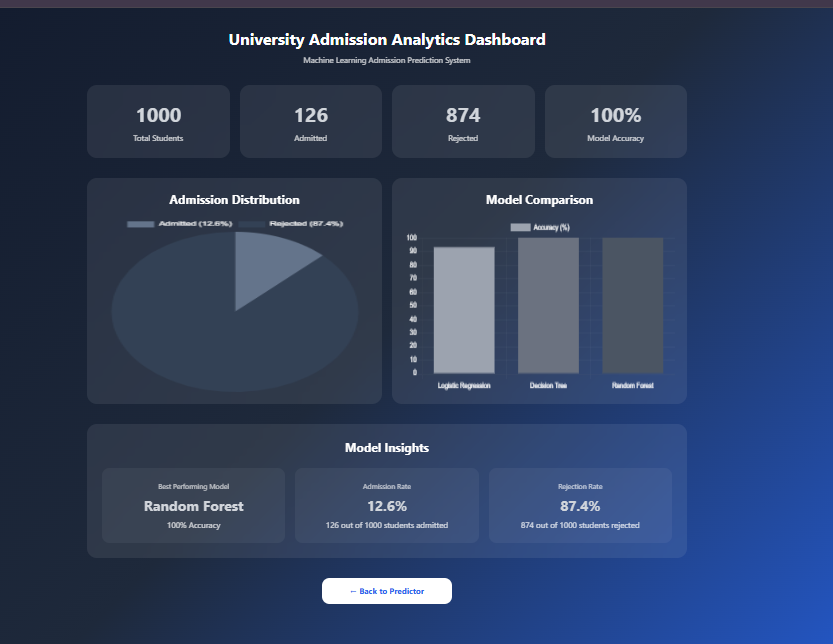 University Admission Analytics Dashboard
Machine Learning Admission Prediction System
1000
Total Students
126
Admitted
874
Rejected
100%
Model Accuracy
Admission Distribution
Admitted (12.6%) Rejected (87.4%)
Model Comparison
Accuracy (%)
100
90
80
70
60
50
40
30
20
10
0
Logistic Regression Decision Tree Random Forest
Model Insights
Best Performing Model
Random Forest
100% Accuracy
Admission Rate
12.6%
126 out of 1000 students admitted
Rejection Rate
87.4%
874 out of 1000 students rejected
← Back to Predictor